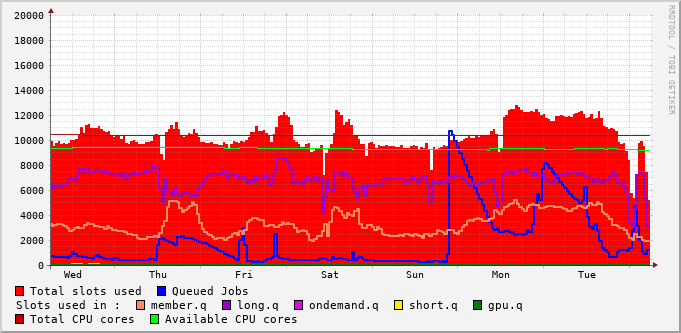 20000
18000
16000
14000
12000
10000
8000
6000
4000
2000
0
Wed Thu Fri Sat Sun Mon Tue
RRDTOOL / TOBI OETIKER
Total slots used Queued Jobs
Slots used in : member.q long.q ondemand.q short.q gpu.q
Total CPU cores Available CPU cores